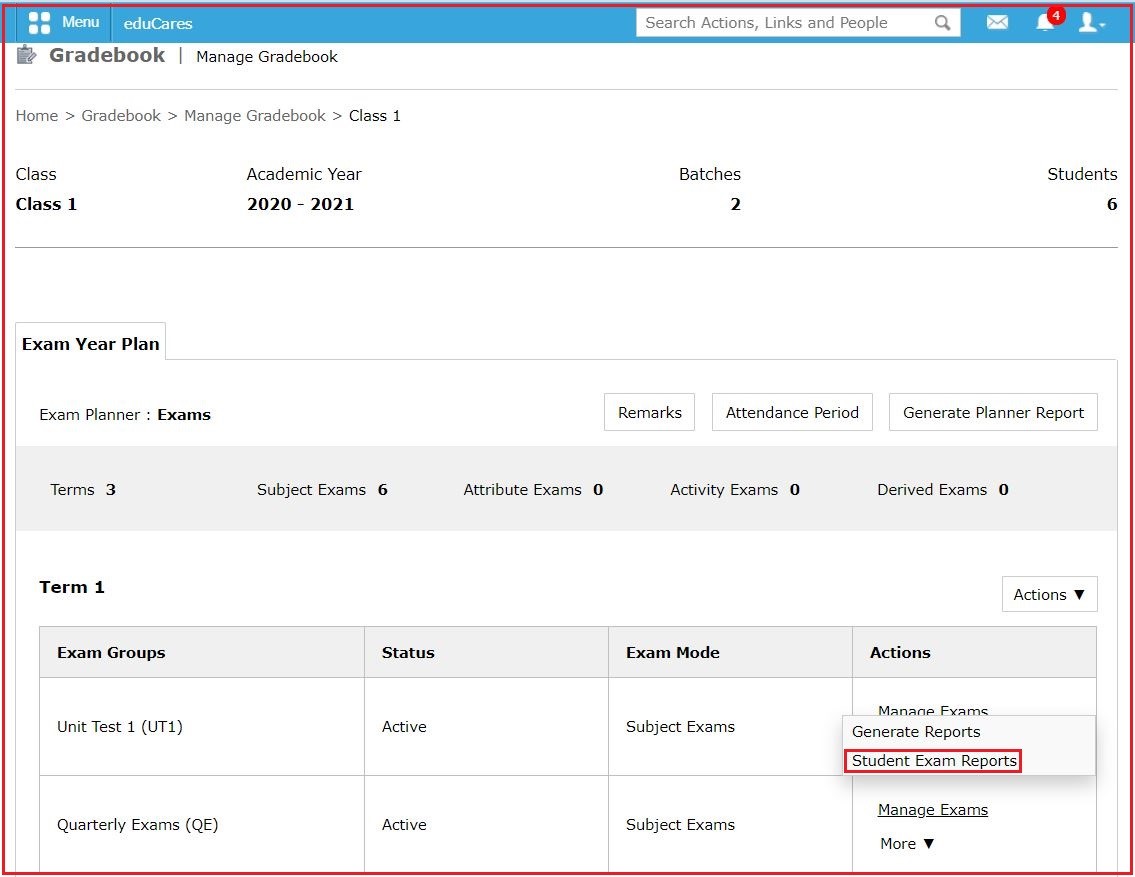 Menu eduCares Search Actions, Links and People 4
Gradebook | Manage Gradebook
Home > Gradebook > Manage Gradebook > Class 1
Class Academic Year Batches Students
Class 1 2020 - 2021 2 6
Exam Year Plan
Exam Planner : Exams Remarks Attendance Period Generate Planner Report
Terms 3 Subject Exams 6 Attribute Exams 0 Activity Exams 0 Derived Exams 0
Term 1 Actions ▼
Exam Groups Status Exam Mode Actions
Manage Exams
Unit Test 1 (UT1) Active Subject Exams Generate Reports
Student Exam Reports
Manage Exams
Quarterly Exams (QE) Active Subject Exams
More ▼